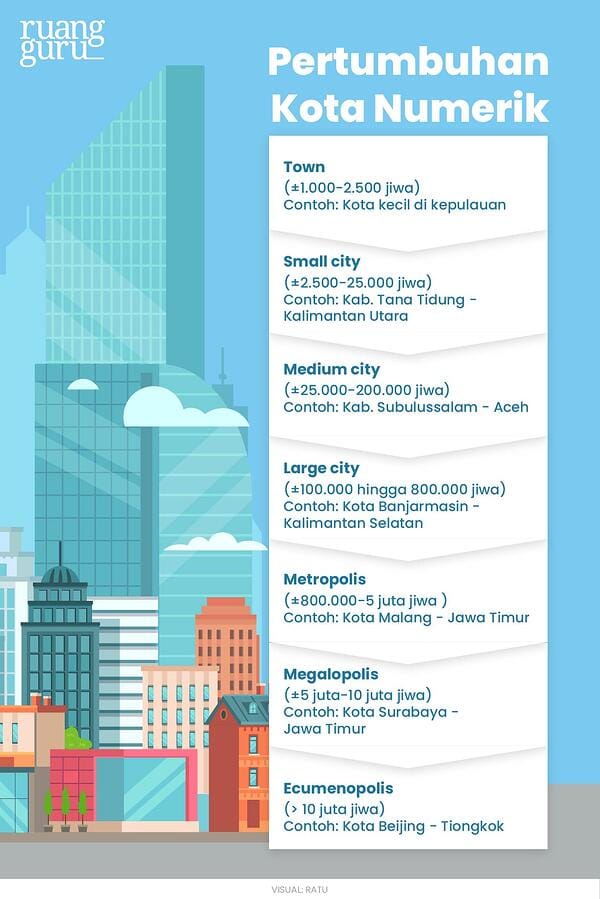 ruang
guru
Pertumbuhan
Kota Numerik
Town
(±1.000-2.500 jiwa)
Contoh: Kota kecil di kepulauan
Small city
(±2.500-25.000 jiwa)
Contoh: Kab. Tana Tidung -
Kalimantan Utara
Medium city
(±25.000-200.000 jiwa)
Contoh: Kab. Subulussalam - Aceh
Large city
(±100.000 hingga 800.000 jiwa)
Contoh: Kota Banjarmasin -
Kalimantan Selatan
Metropolis
(±800.000-5 juta jiwa )
Contoh: Kota Malang - Jawa Timur
Megalopolis
(±5 juta-10 juta jiwa)
Contoh: Kota Surabaya -
Jawa Timur
Ecumenopolis
(> 10 juta jiwa)
Contoh: Kota Beijing - Tiongkok
VISUAL: RATU